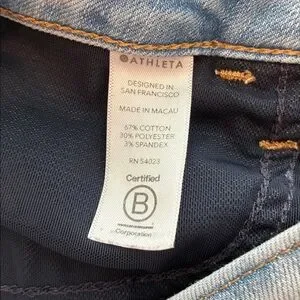 ATHLETA
DESIGNED IN
SAN FRANCISCO
MADE IN MACAU
67% COTTON
30% POLYESTER
3% SPANDEX
RN 54023
Certified
B
Corporation